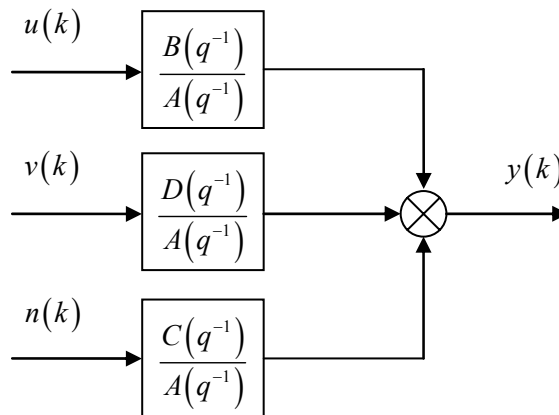 u(k)
B(q⁻¹)
A(q⁻¹)
v(k)
D(q⁻¹)
A(q⁻¹)
y(k)
n(k)
C(q⁻¹)
A(q⁻¹)